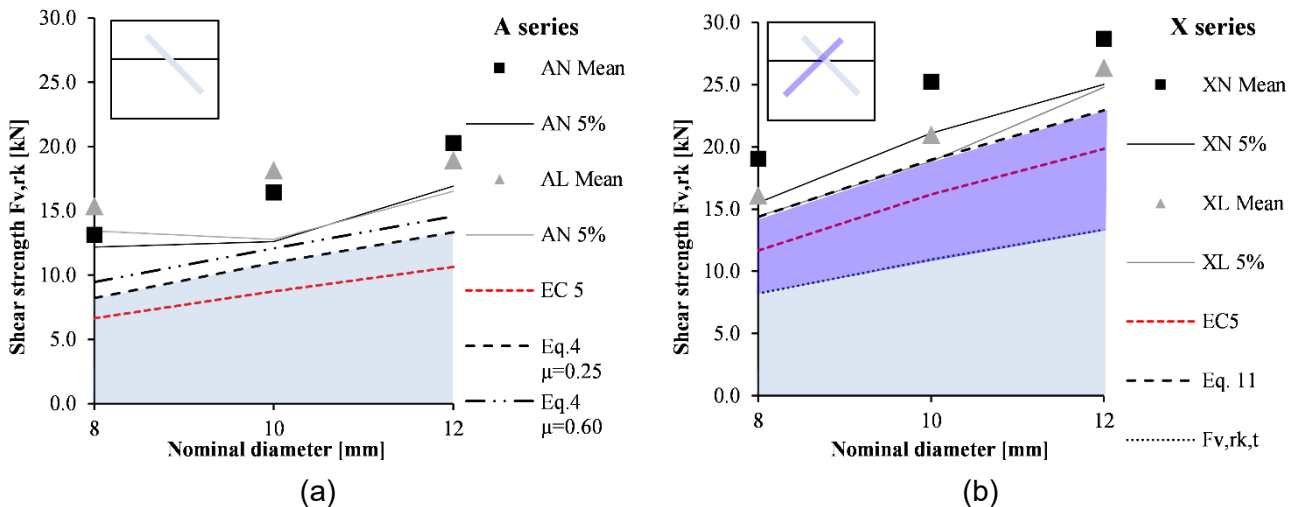 A series
30.0
25.0
20.0
15.0
10.0
5.0
0.0
Shear strength Fv,rk [kN]
8
10
12
Nominal diameter [mm]
AN Mean
AN 5%
AL Mean
AN 5%
EC 5
Eq.4
μ=0.25
Eq.4
μ=0.60
(a)
X series
30.0
25.0
20.0
15.0
10.0
5.0
0.0
Shear strength Fv,rk [kN]
8
10
12
Nominal diameter [mm]
XN Mean
XN 5%
XL Mean
XL 5%
EC5
Eq. 11
Fv,rk,t
(b)